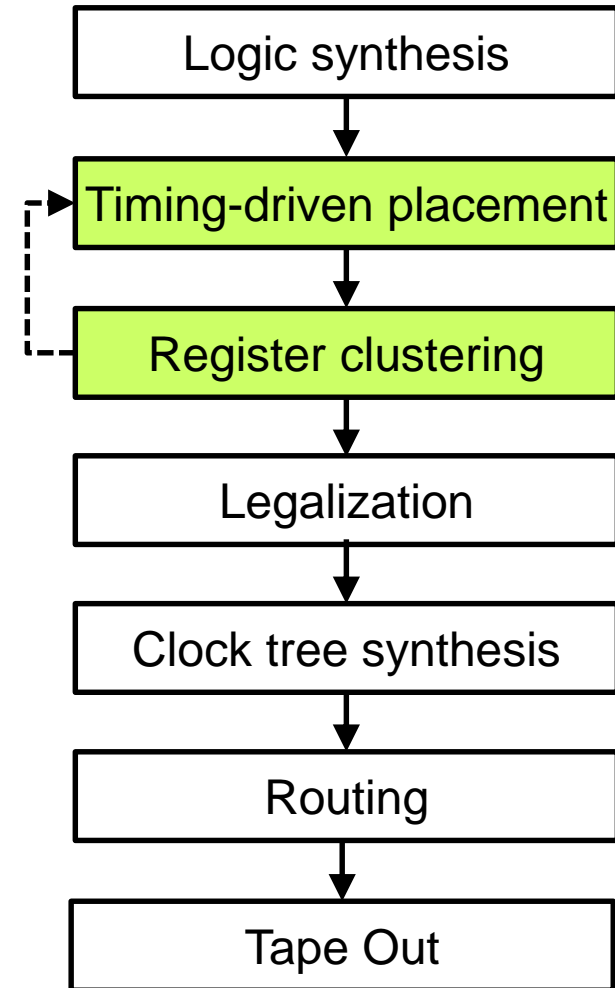 Logic synthesis
Timing-driven placement
Register clustering
Legalization
Clock tree synthesis
Routing
Tape Out